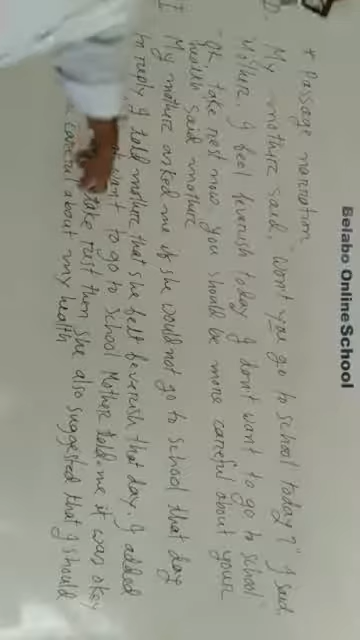 Belabo Online School
* Passage narration
D. My mother said, "Won't you go to school today?" I said,
"Mother, I feel feverish today. I don't want to go to school"
"Ok, take rest now. You should be more careful about your
health said mother
I My mother asked me if she would not go to school that day
In reply, I told mother that she felt feverish that day. I added
want to go to school Mother told me it was okay
take rest then she also suggested that I should
careful about my health